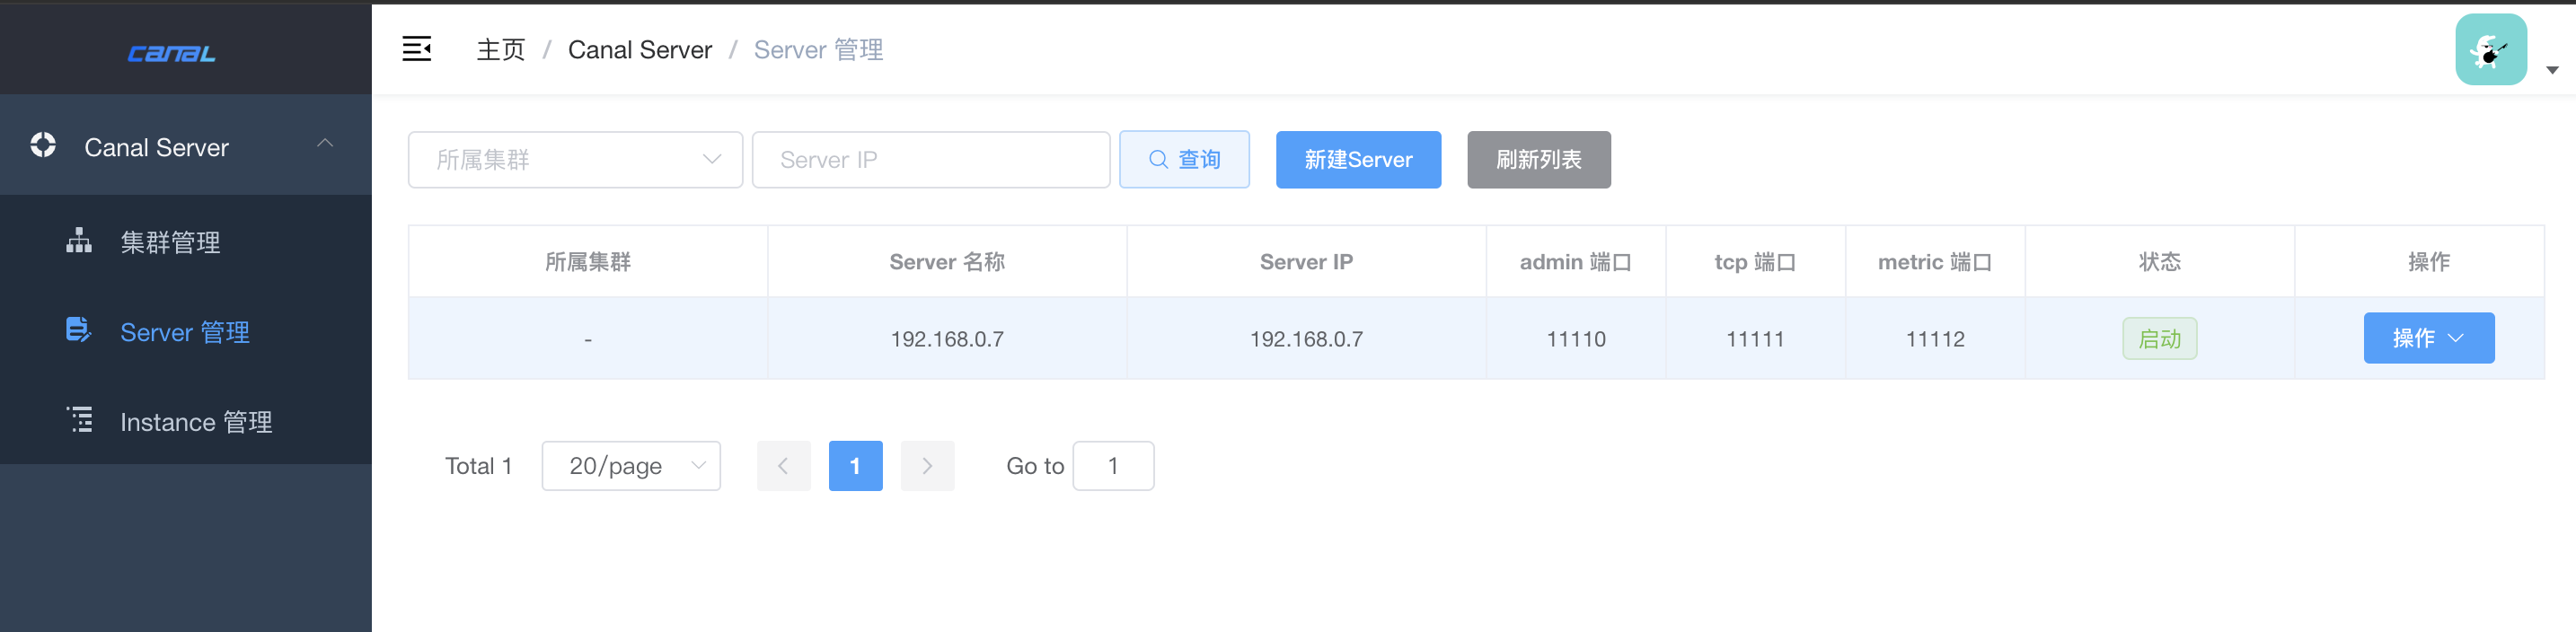 CANAL
主页 / Canal Server / Server 管理
Canal Server
集群管理
Server 管理
Instance 管理
所属集群 Server IP 查询 新建Server 刷新列表
所属集群 Server 名称 Server IP admin 端口 tcp 端口 metric 端口 状态 操作
- 192.168.0.7 192.168.0.7 11110 11111 11112 启动 操作
Total 1 20/page 1 Go to 1